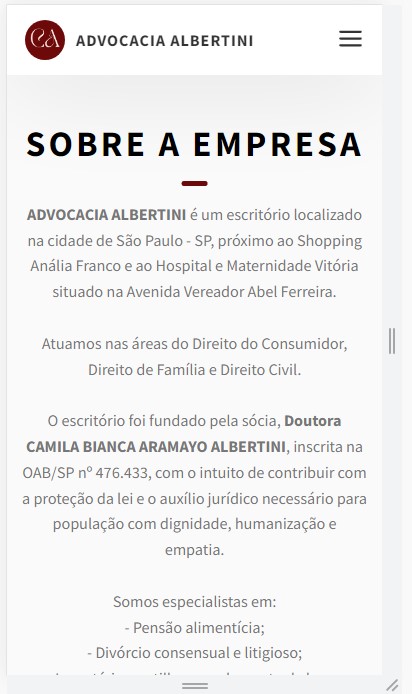 CA ADVOCACIA ALBERTINI
SOBRE A EMPRESA
ADVOCACIA ALBERTINI é um escritório localizado
na cidade de São Paulo - SP, próximo ao Shopping
Anália Franco e ao Hospital e Maternidade Vitória
situado na Avenida Vereador Abel Ferreira.
Atuamos nas áreas do Direito do Consumidor,
Direito de Família e Direito Civil.
O escritório foi fundado pela sócia, Doutora
CAMILA BIANCA ARAMAYO ALBERTINI, inscrita na
OAB/SP nº 476.433, com o intuito de contribuir com
a proteção da lei e o auxílio jurídico necessário para
população com dignidade, humanização e
empatia.
Somos especialistas em:
- Pensão alimentícia;
- Divórcio consensual e litigioso;